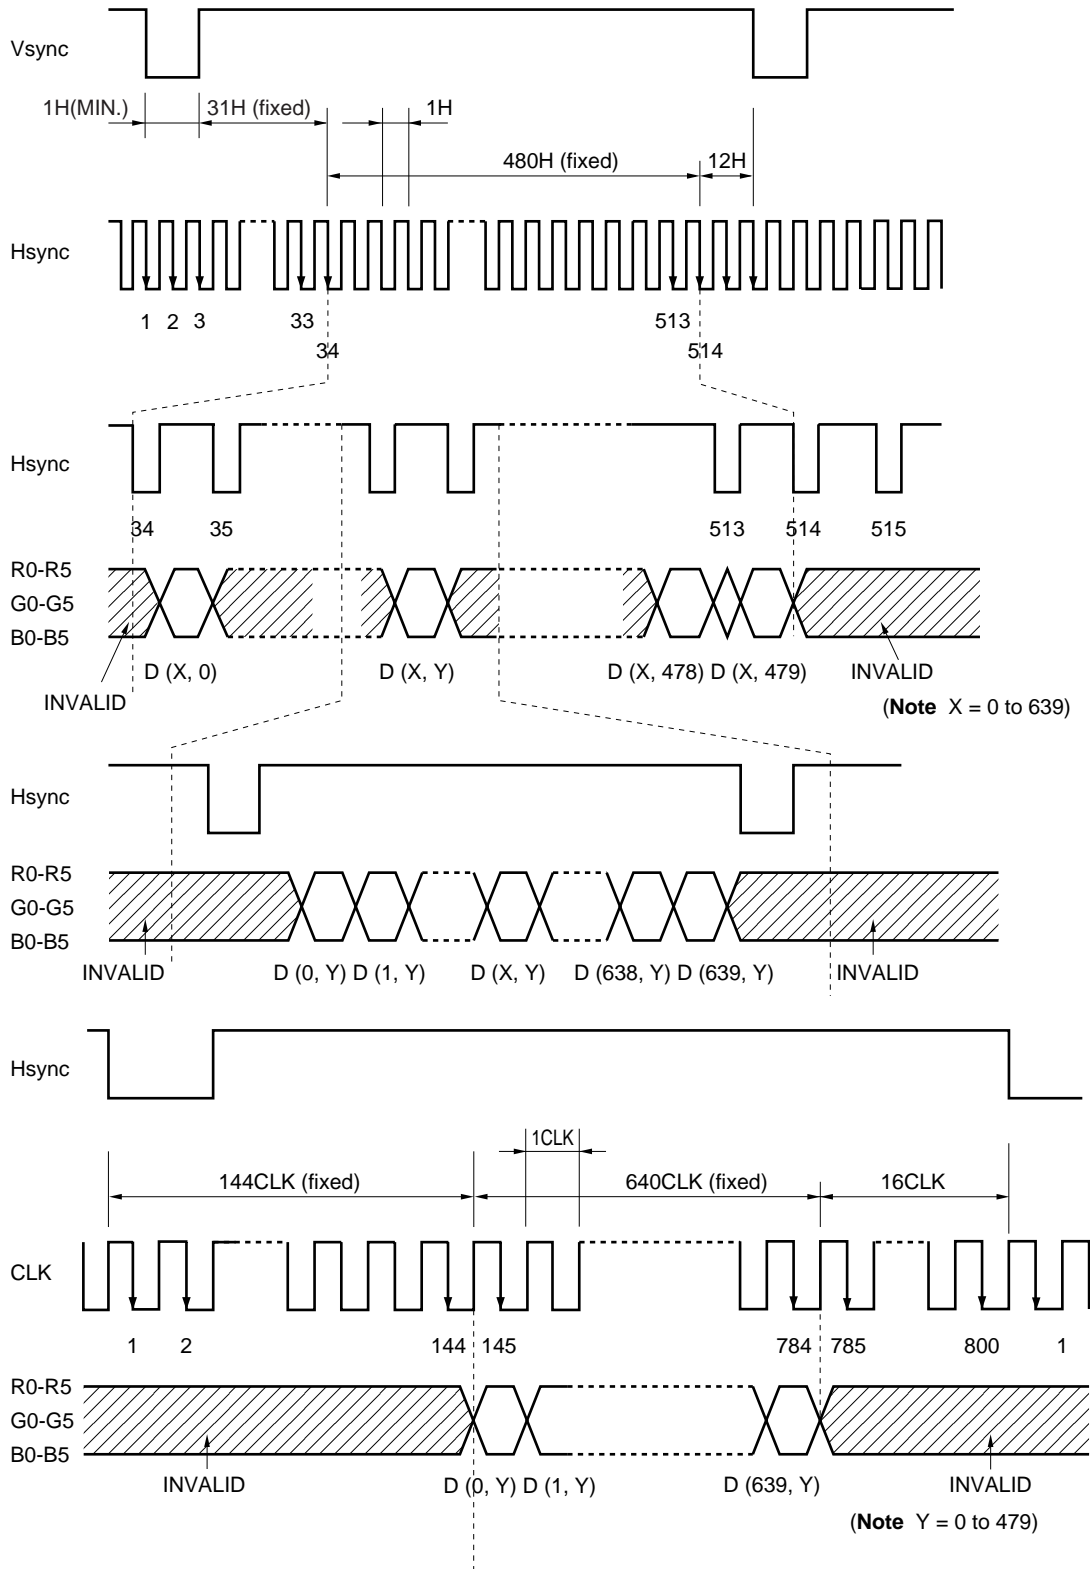 Vsync
1H(MIN.) 31H (fixed) 1H
480H (fixed) 12H
Hsync
1 2 3 33 513
34 514
Hsync
34 35 513 514 515
R0-R5
G0-G5
B0-B5
D (X, 0) D (X, Y) D (X, 478) D (X, 479) INVALID
INVALID
(Note X = 0 to 639)
Hsync
R0-R5
G0-G5
B0-B5
INVALID D (0, Y) D (1, Y) D (X, Y) D (638, Y) D (639, Y) INVALID
Hsync
1CLK
144CLK (fixed) 640CLK (fixed) 16CLK
CLK
1 2 144 145 784 785 800 1
R0-R5
G0-G5
B0-B5
INVALID D (0, Y) D (1, Y) D (639, Y) INVALID
(Note Y = 0 to 479)